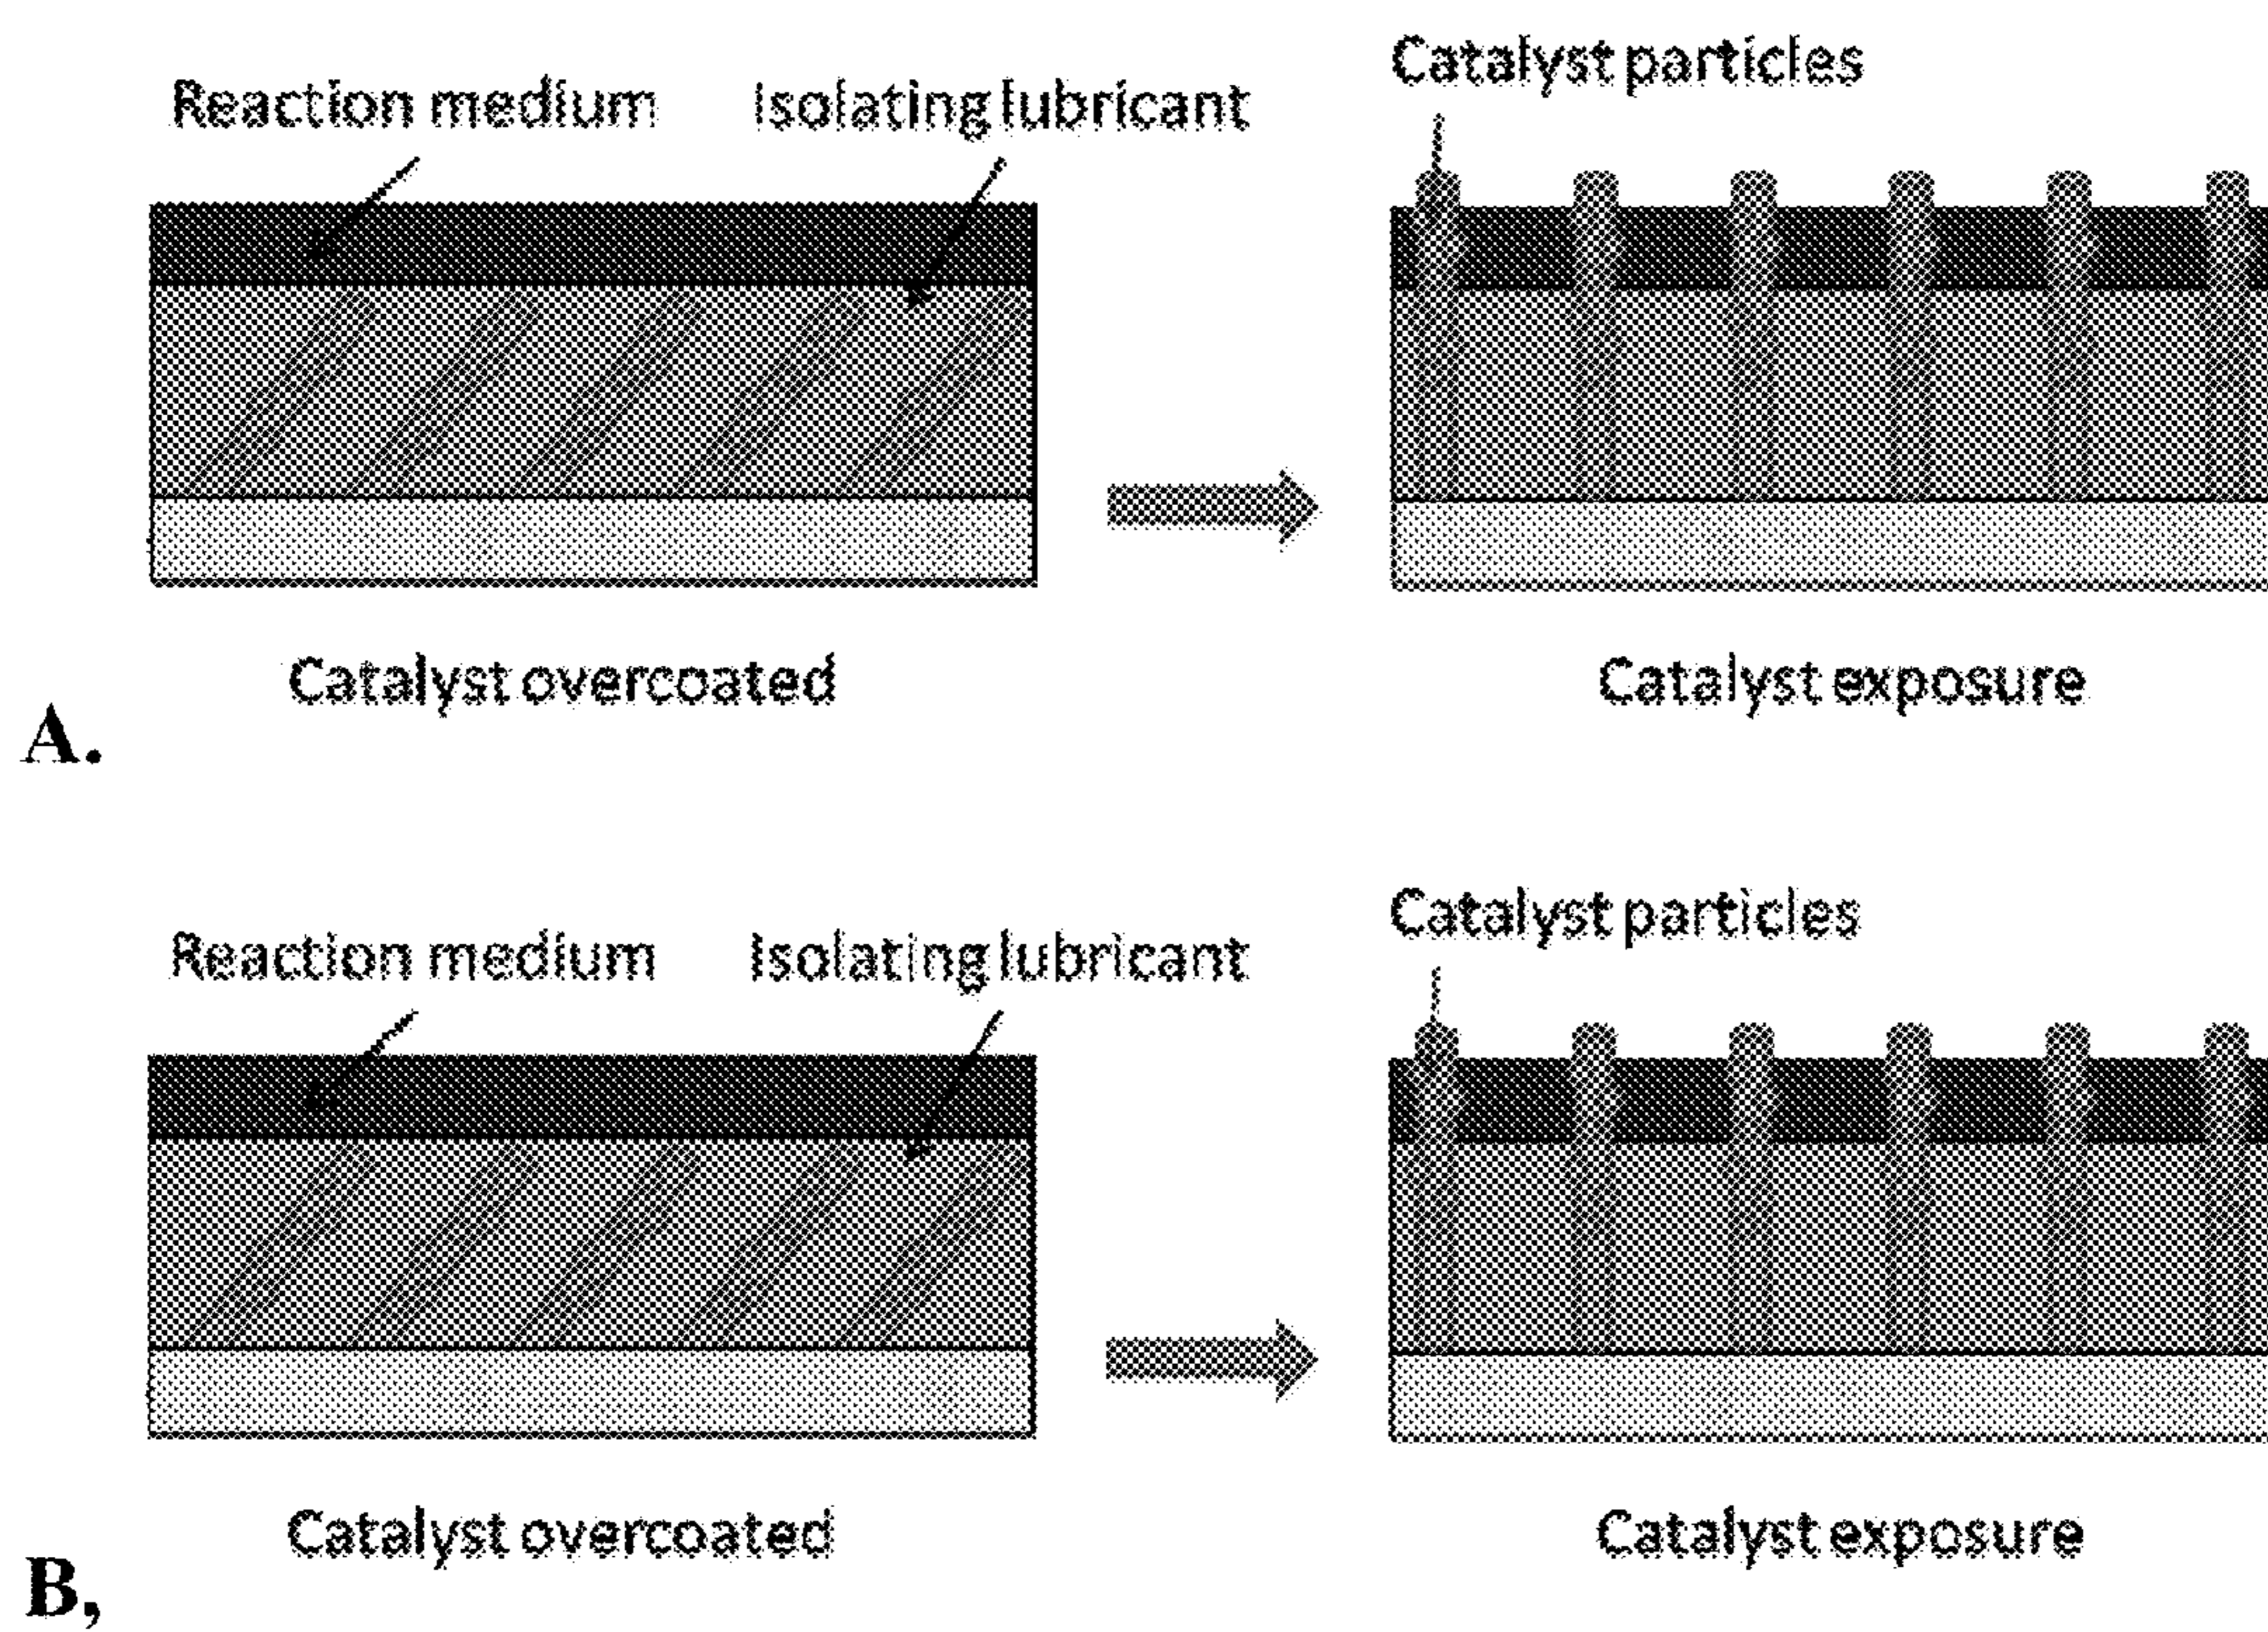 Catalyst particles
Reaction medium Isolating lubricant
Catalyst overcoated Catalyst exposure
A.
Catalyst particles
Reaction medium Isolating lubricant
Catalyst overcoated Catalyst exposure
B,